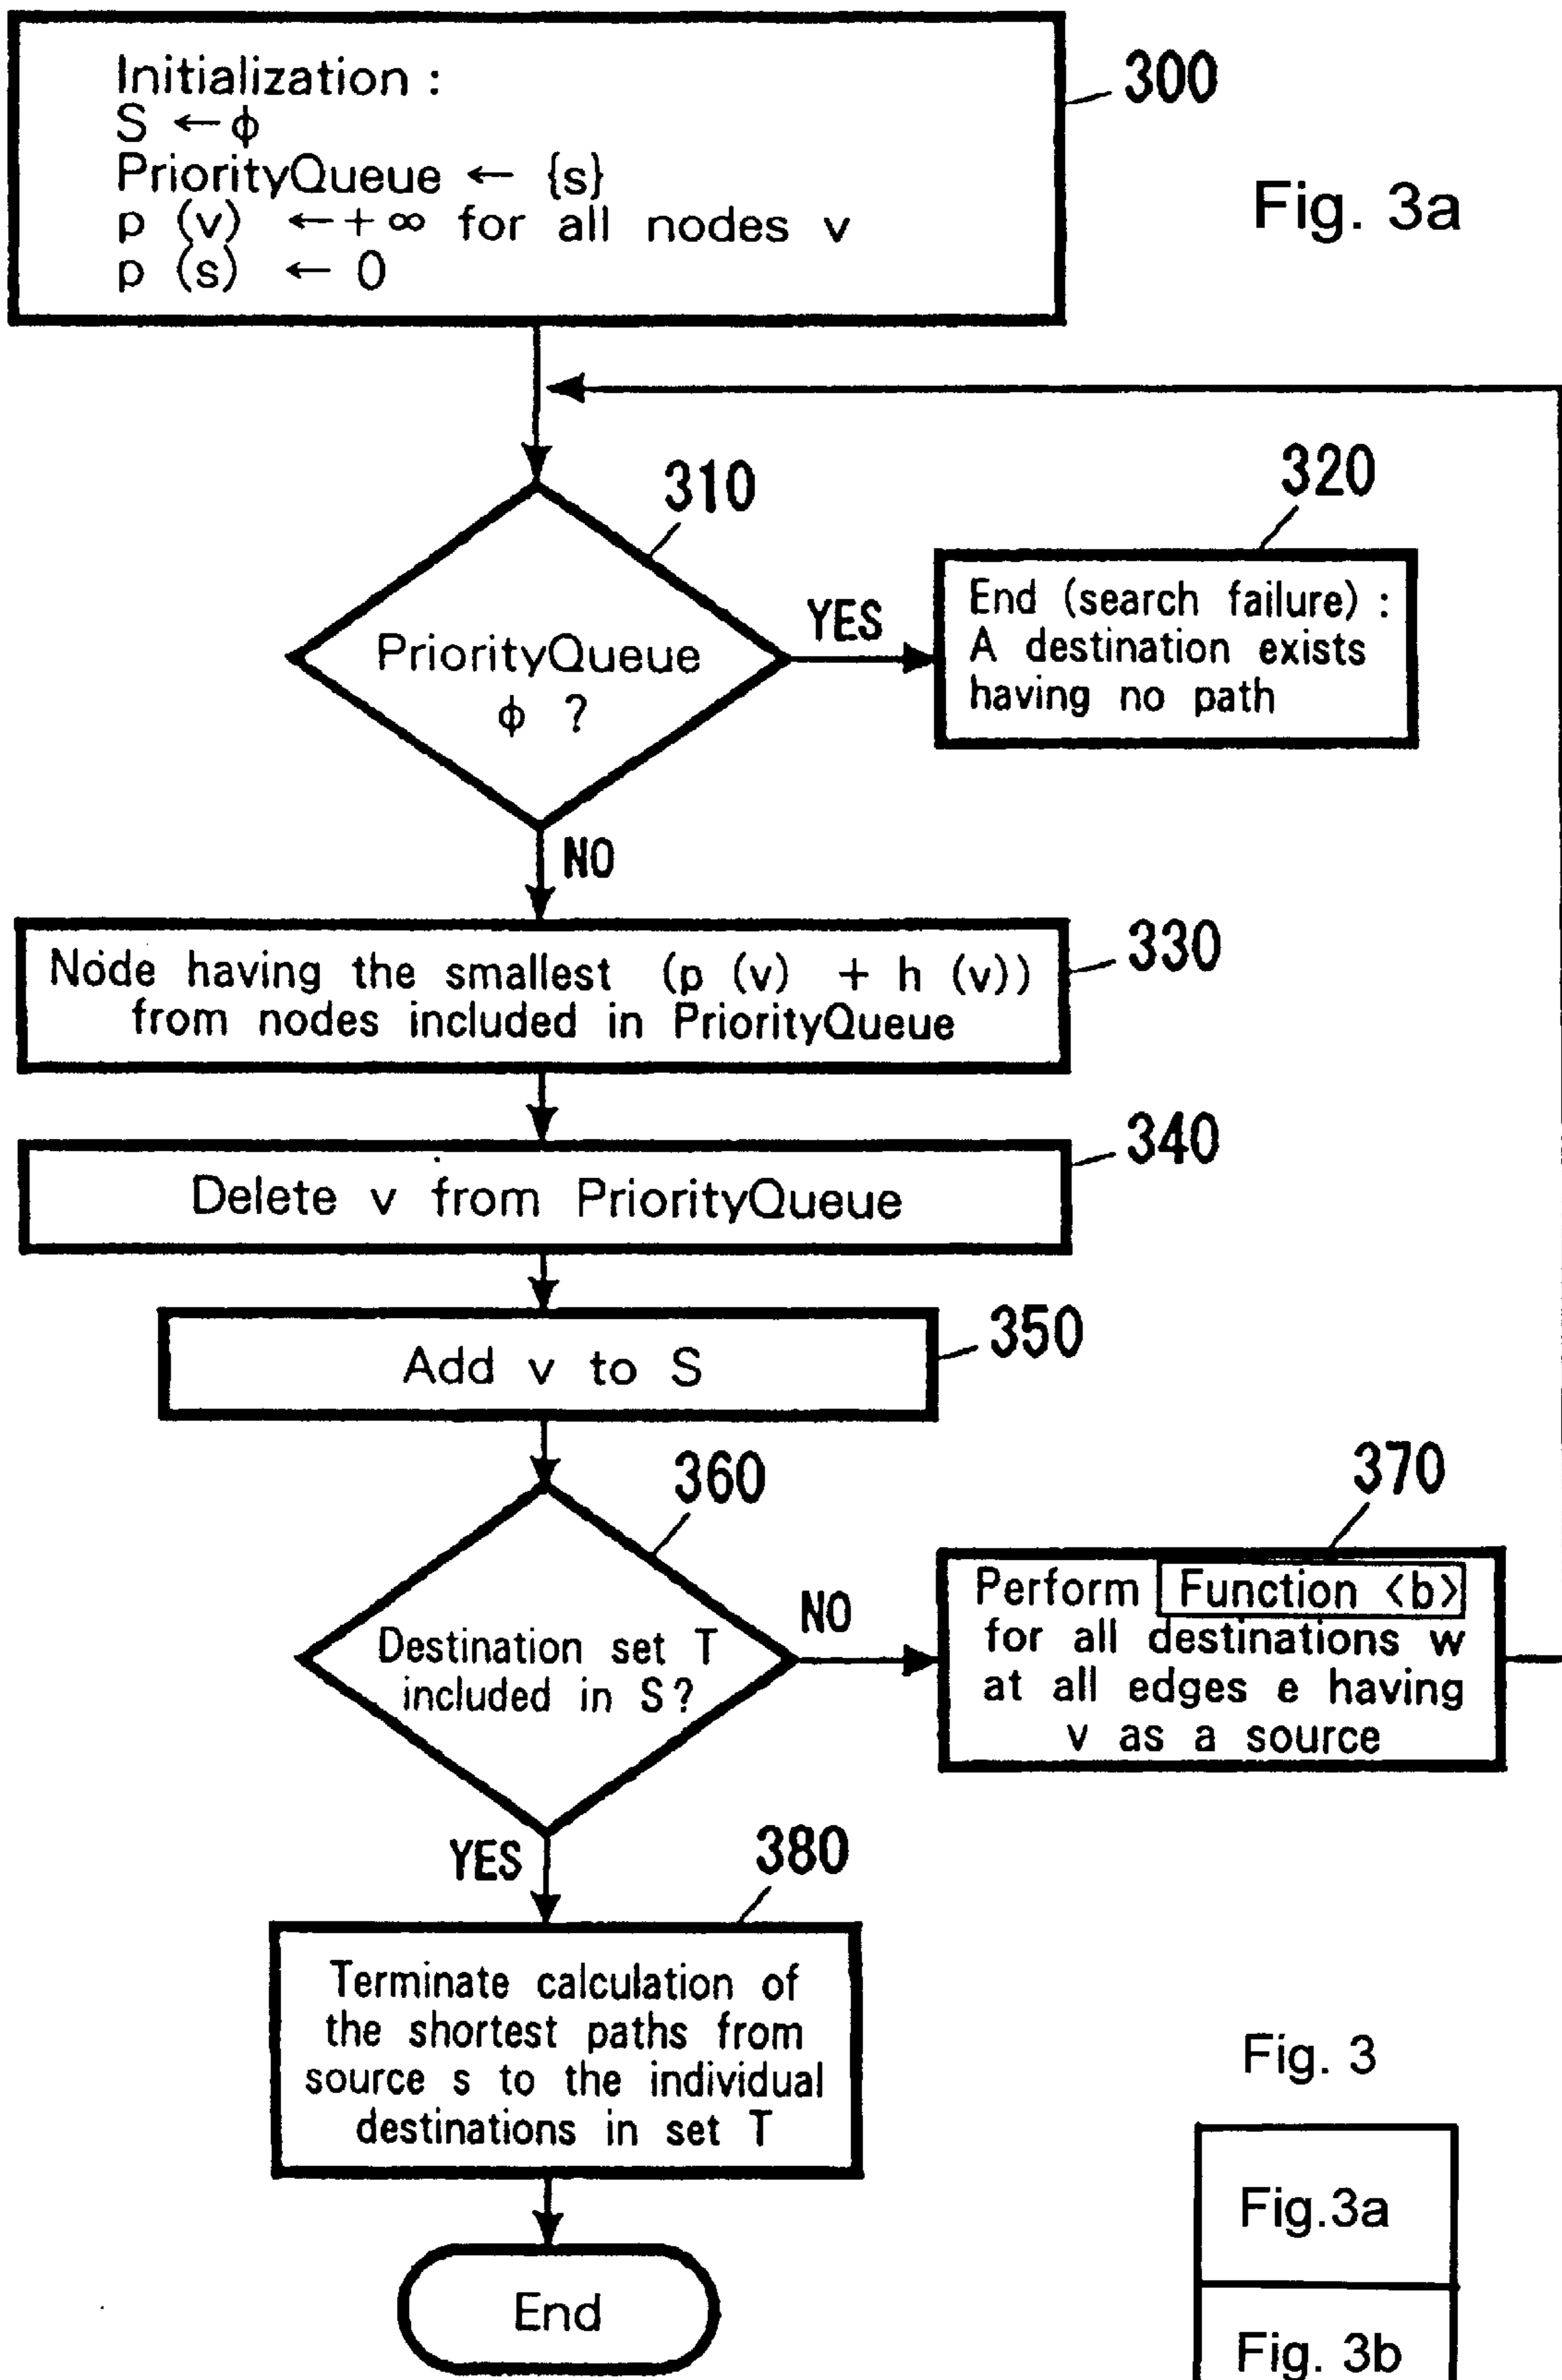 Initialization :
S ← ϕ
PriorityQueue ← {s}
p (v) ← + ∞ for all nodes v
p (s) ← 0
300
Fig. 3a
310
PriorityQueue
ϕ ?
YES
320
End (search failure) :
A destination exists
having no path
NO
Node having the smallest (p (v) + h (v))
from nodes included in PriorityQueue
330
Delete v from PriorityQueue
340
Add v to S
350
360
Destination set T
included in S?
NO
370
Perform Function <b>
for all destinations w
at all edges e having
v as a source
YES
380
Terminate calculation of
the shortest paths from
source s to the individual
destinations in set T
End
Fig. 3
Fig.3a
Fig. 3b